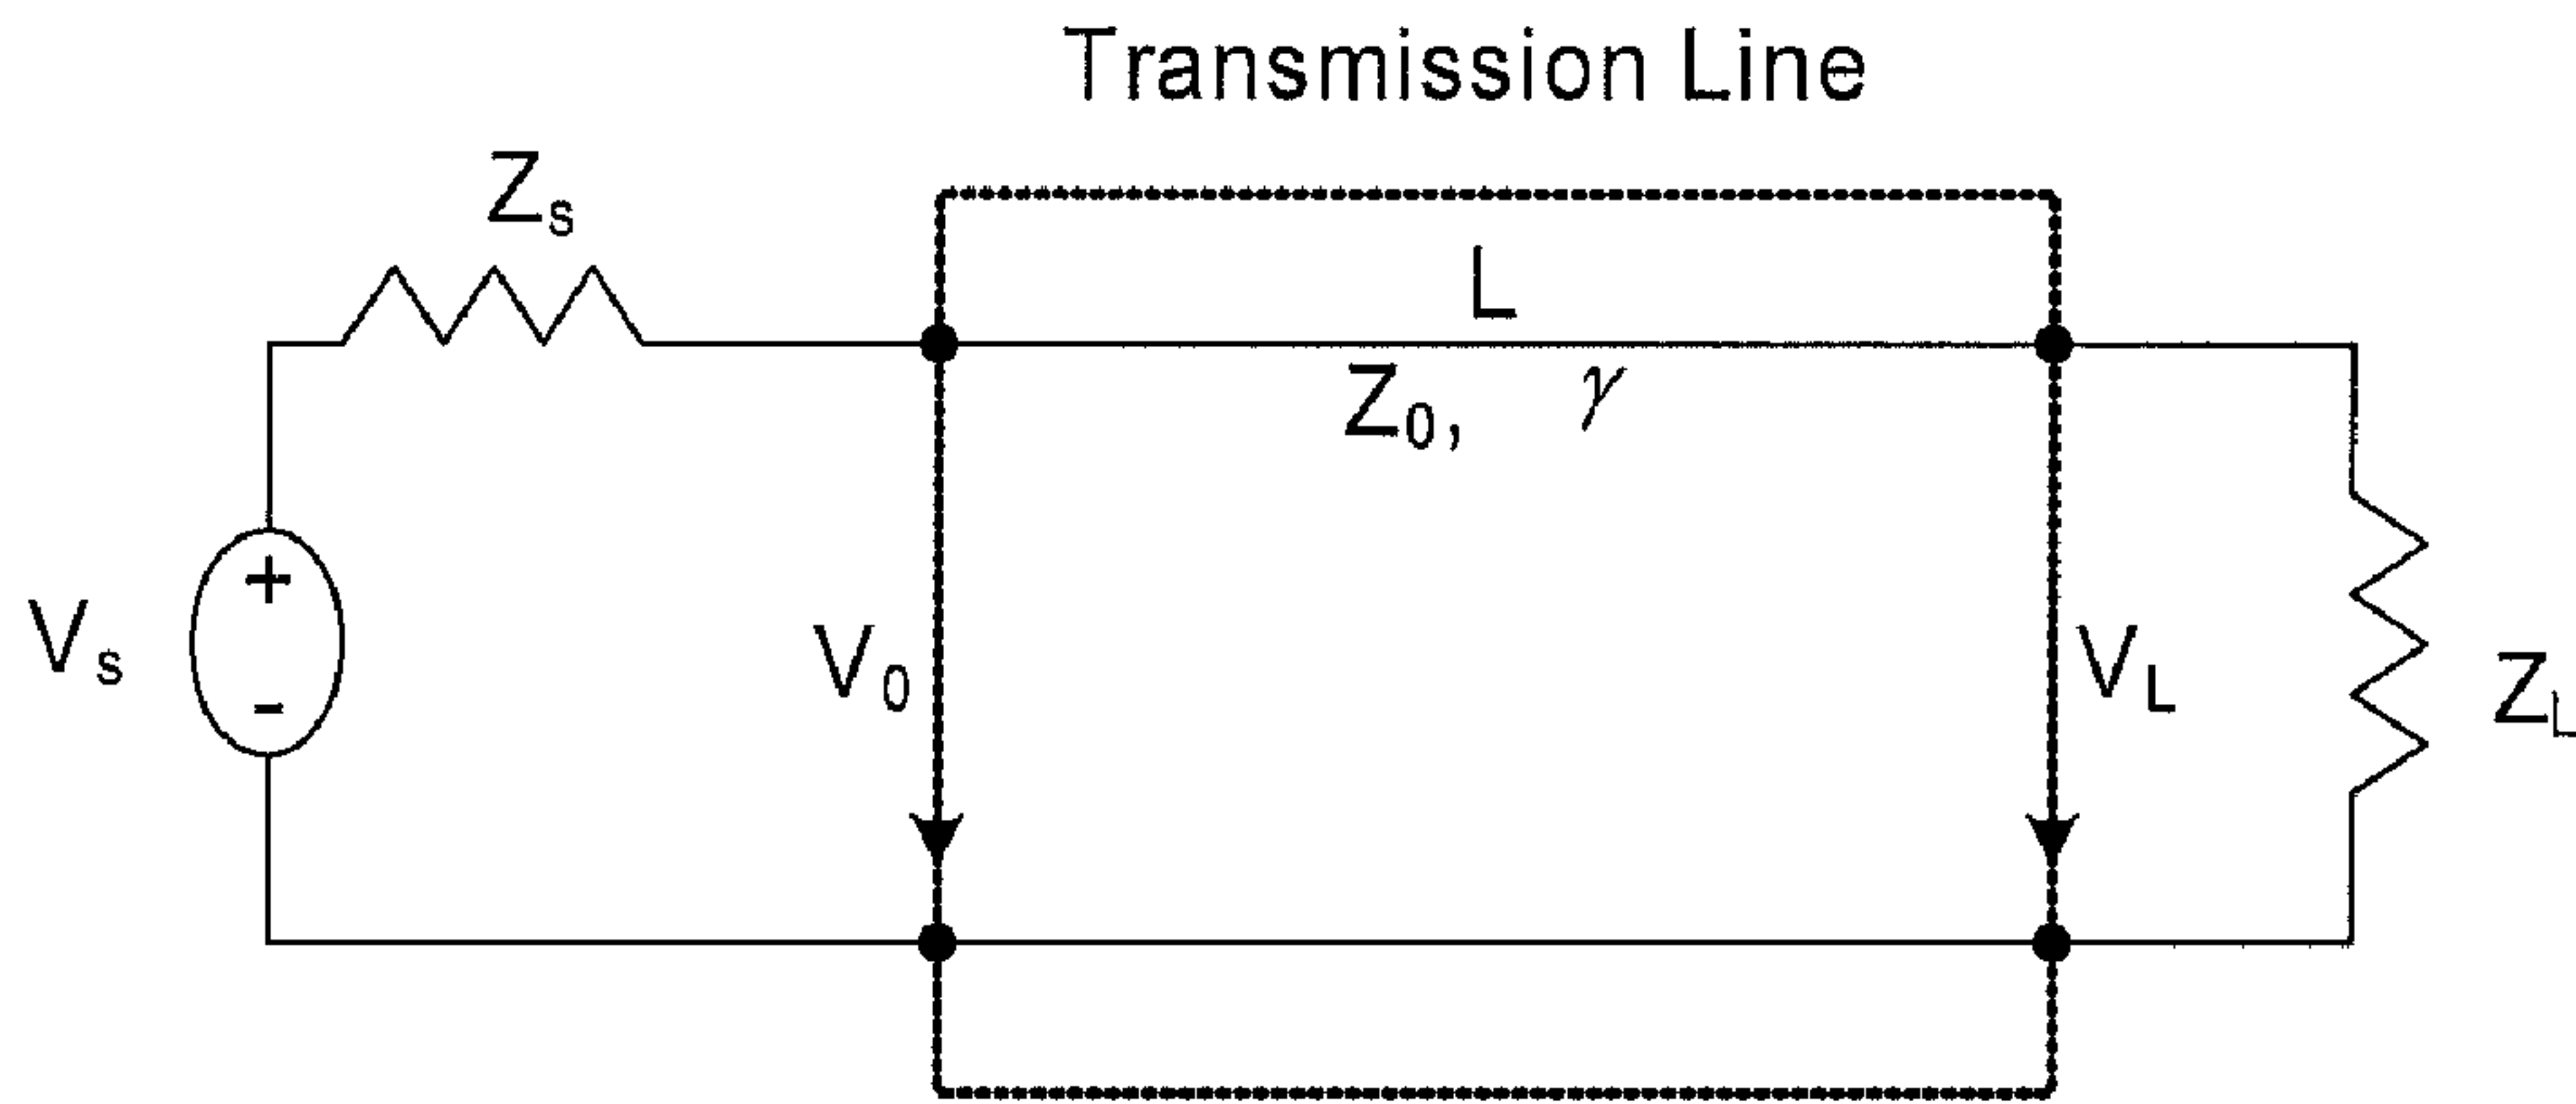 Transmission Line
Zs
L
Z0, γ
+
Vs
-
V0
VL
ZL